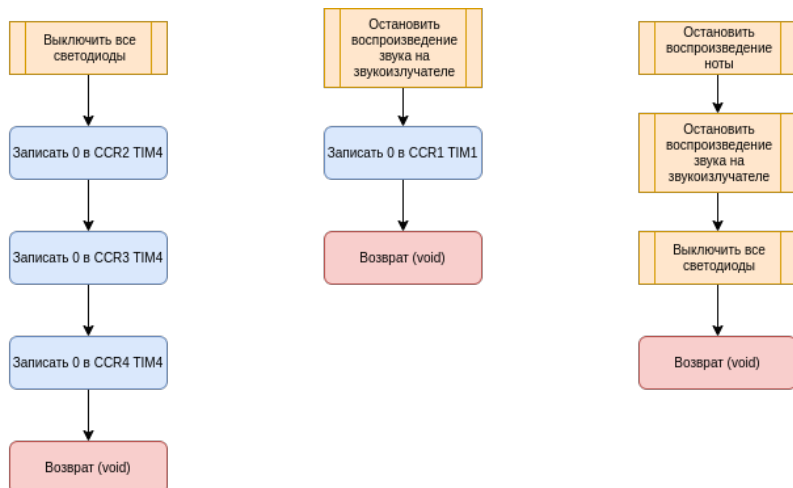 Выключить все
светодиоды
Записать 0 в CCR2 TIM4
Записать 0 в CCR3 TIM4
Записать 0 в CCR4 TIM4
Возврат (void)
Остановить
воспроизведение
звука на
звукоизлучателе
Записать 0 в CCR1 TIM1
Возврат (void)
Остановить
воспроизведение
ноты
Остановить
воспроизведение
звука на
звукоизлучателе
Выключить все
светодиоды
Возврат (void)